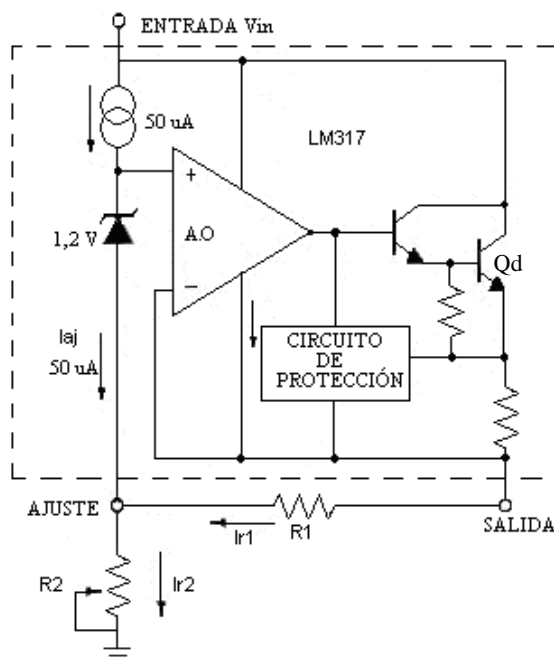 ENTRADA Vin
50 uA
LM317
+
A.O
−
1,2 V
Qd
Iaj
50 uA
CIRCUITO
DE
PROTECCIÓN
AJUSTE
Ir1
R1
SALIDA
R2
Ir2